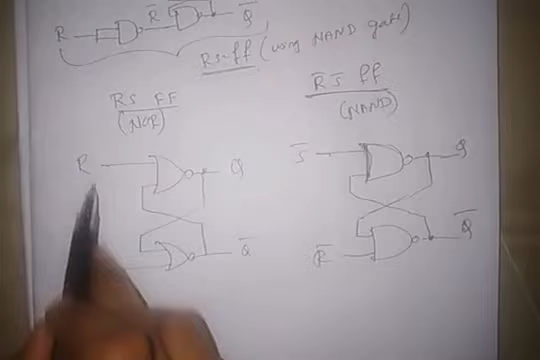 R R̅ Q̅
RS-ff (using NAND gate)
RS FF
(NOR)
R̅ S̅ ff
(NAND)
R Q
Q̅
S̅ Q
R̅ Q̅